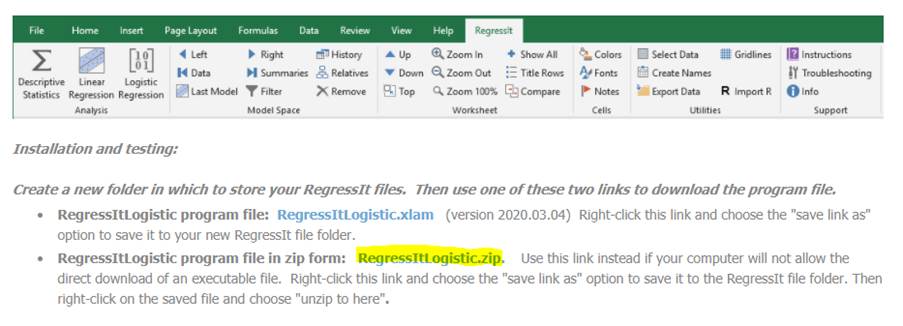 File Home Insert Page Layout Formulas Data Review View Help RegressIt
Left Right History Up Zoom In Show All Colors Select Data Gridlines Instructions
Data Summaries Relatives Down Zoom Out Title Rows Fonts Create Names Troubleshooting
Descriptive Statistics Linear Regression Logistic Regression Last Model Filter Remove Top Zoom 100% Compare Notes Export Data R Import R Info
Analysis Model Space Worksheet Cells Utilities Support
Installation and testing:
Create a new folder in which to store your RegressIt files. Then use one of these two links to download the program file.
• RegressItLogistic program file: RegressItLogistic.xlam (version 2020.03.04) Right-click this link and choose the "save link as"
option to save it to your new RegressIt file folder.
• RegressItLogistic program file in zip form: RegressItLogistic.zip. Use this link instead if your computer will not allow the
direct download of an executable file. Right-click this link and choose the "save link as" option to save it to the RegressIt file folder. Then
right-click on the saved file and choose "unzip to here".